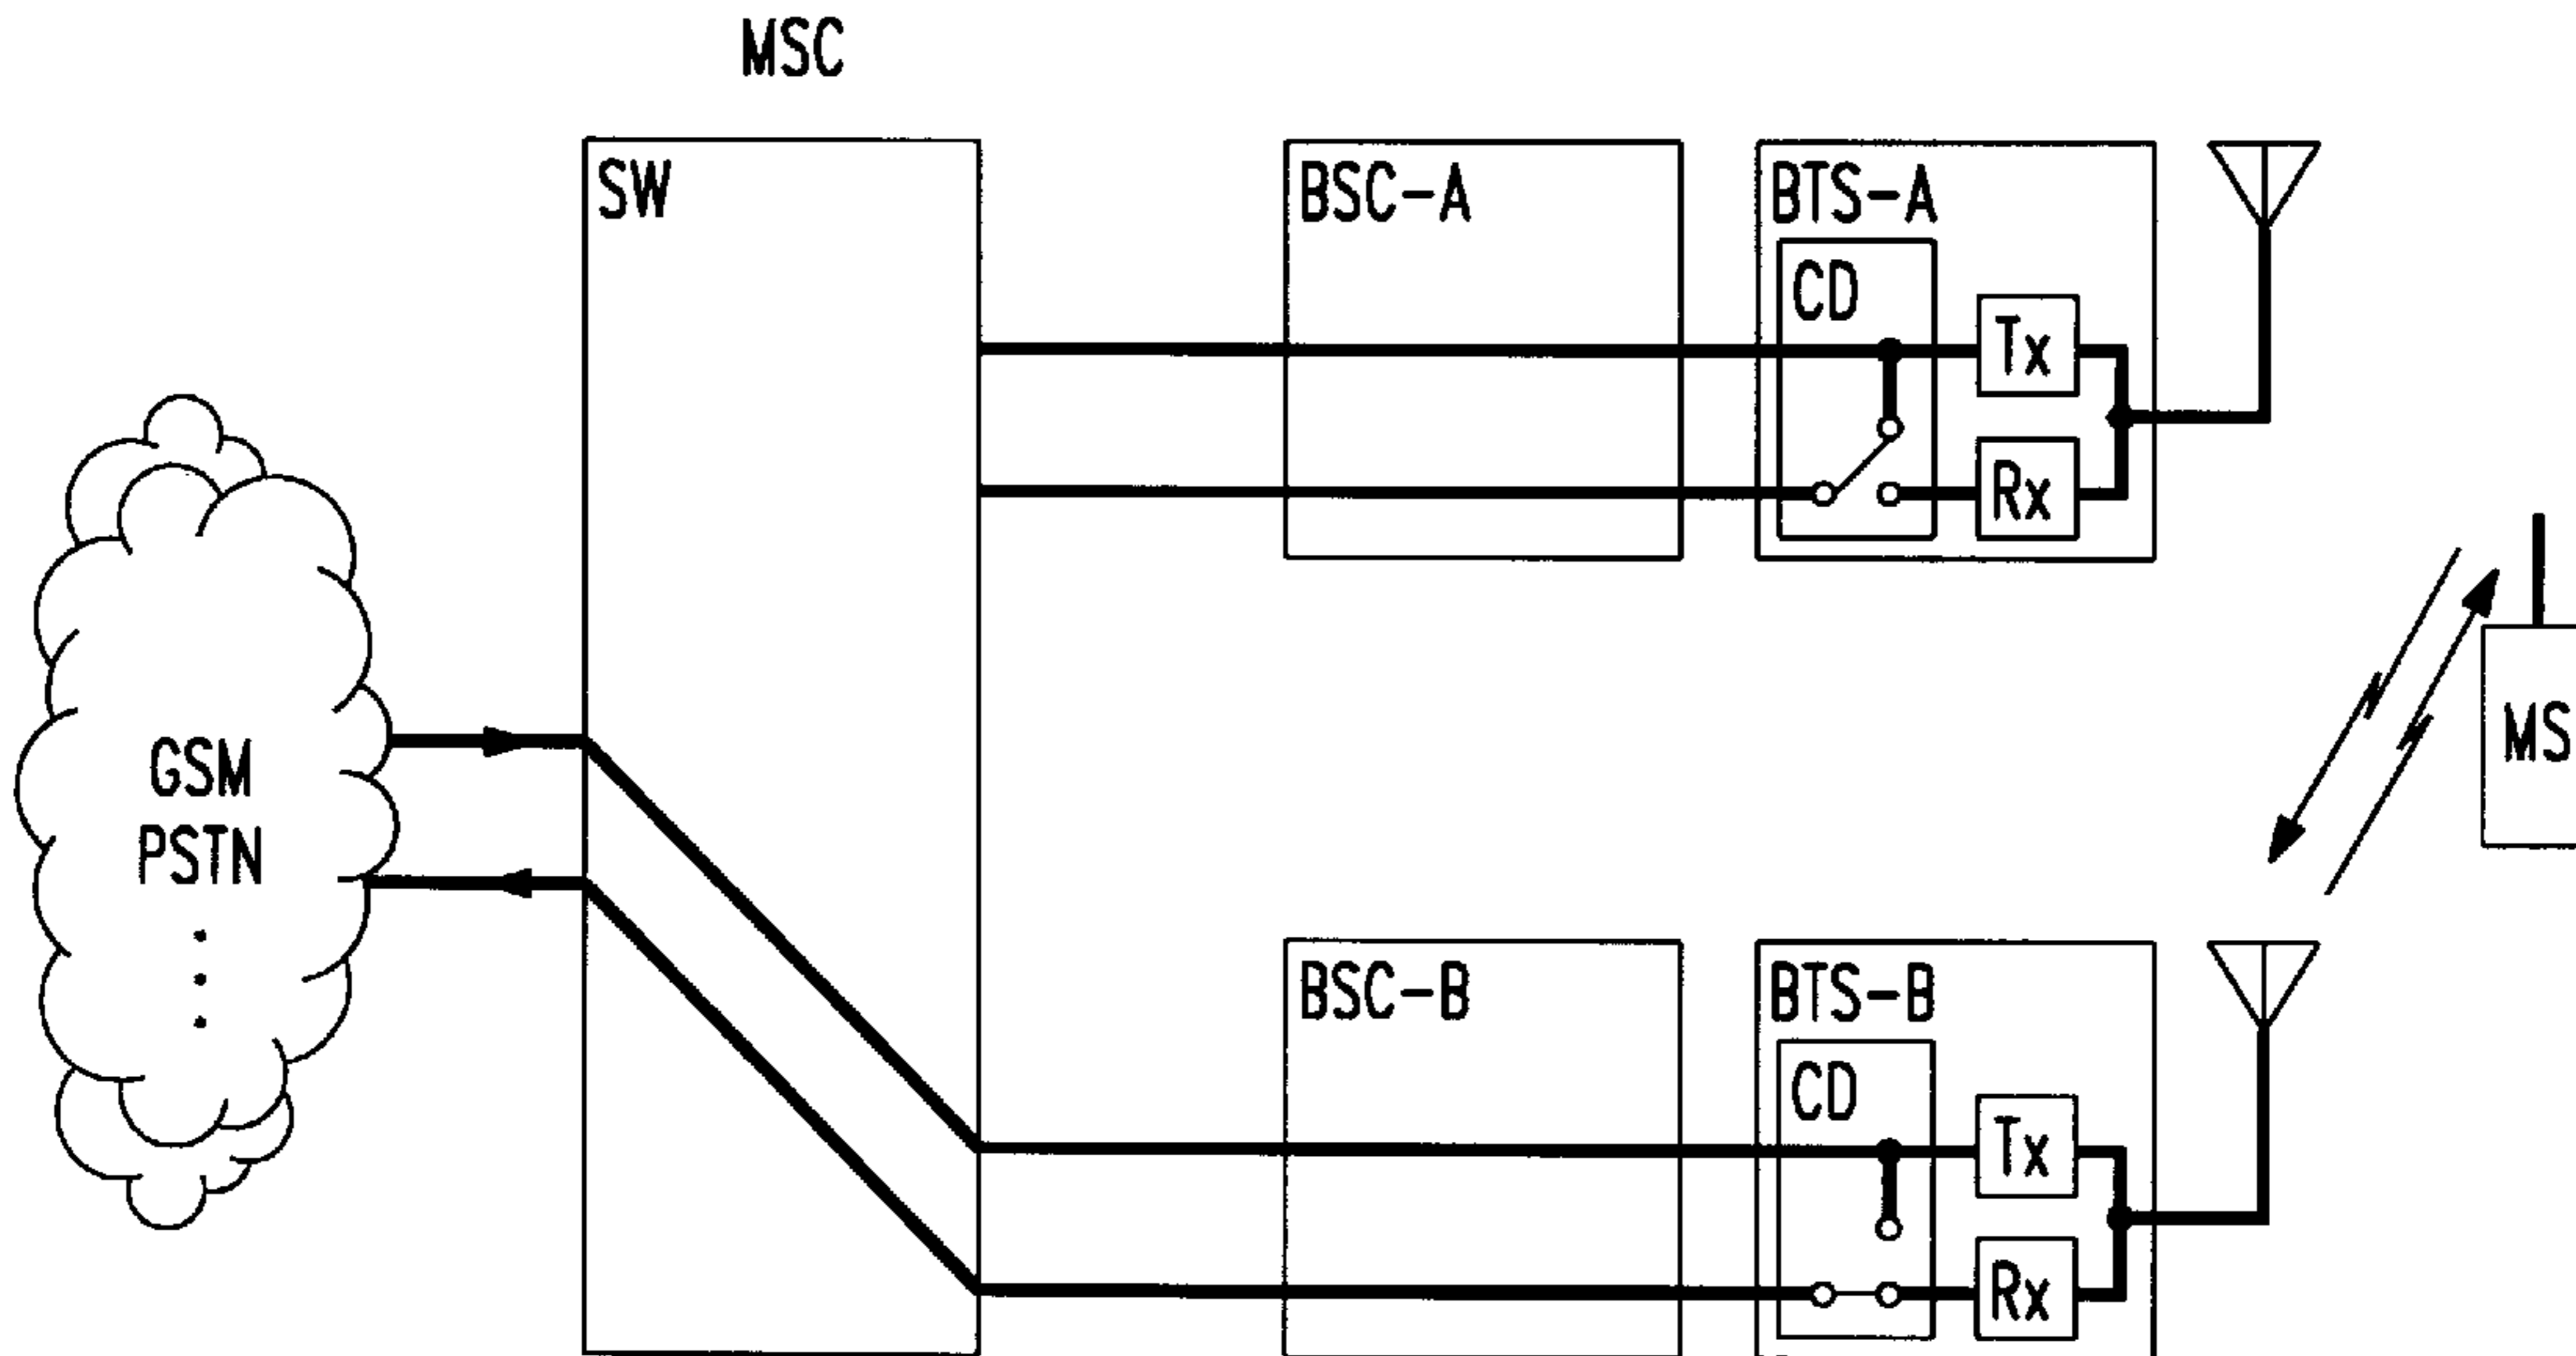 MSC
SW
BSC-A
BTS-A
CD
Tx
Rx
MS
GSM
PSTN
BSC-B
BTS-B
CD
Tx
Rx